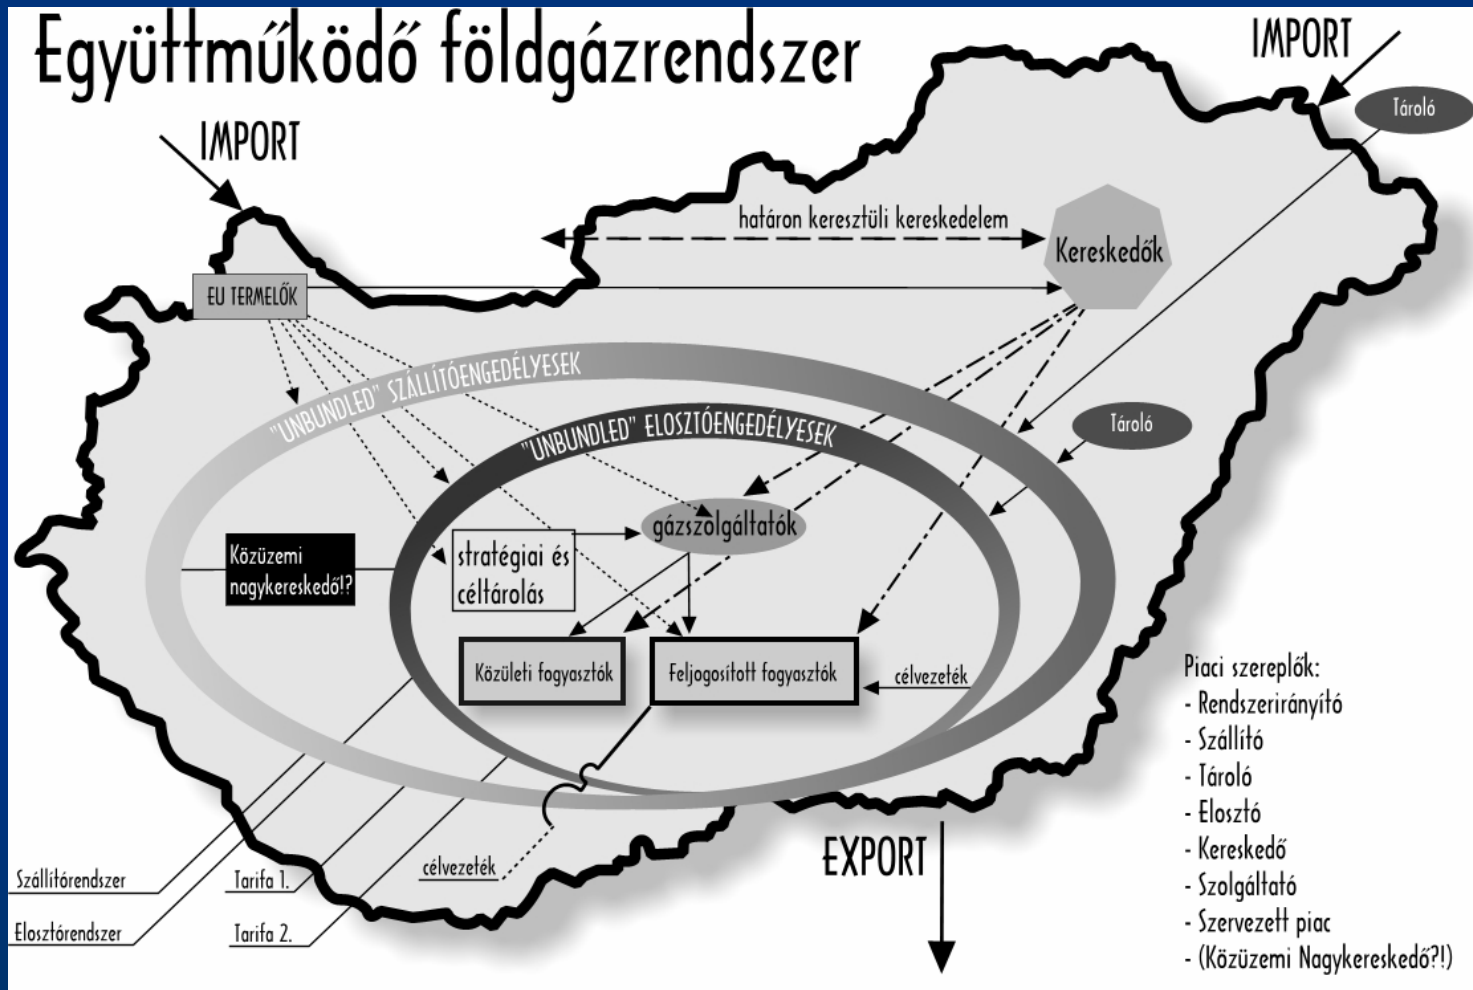 Együttműködő földgázrendszer
IMPORT
IMPORT
Tároló
határon keresztüli kereskedelem
Kereskedők
EU TERMELŐK
"UNBUNDLED" SZÁLLÍTÓENGEDÉLYESEK
"UNBUNDLED" ELOSZTÓENGEDÉLYESEK
Tároló
gázszolgáltatók
stratégiai és
céltárolás
Közüzemi
nagykereskedő!?
Közületi fogyasztók
Feljogosított fogyasztók
célvezeték
Piaci szereplők:
- Rendszerirányító
- Szállító
- Tároló
- Elosztó
- Kereskedő
- Szolgáltató
- Szervezett piac
- (Közüzemi Nagykereskedő?!)
EXPORT
célvezeték
Szállítórendszer
Tarifa 1.
Elosztórendszer
Tarifa 2.